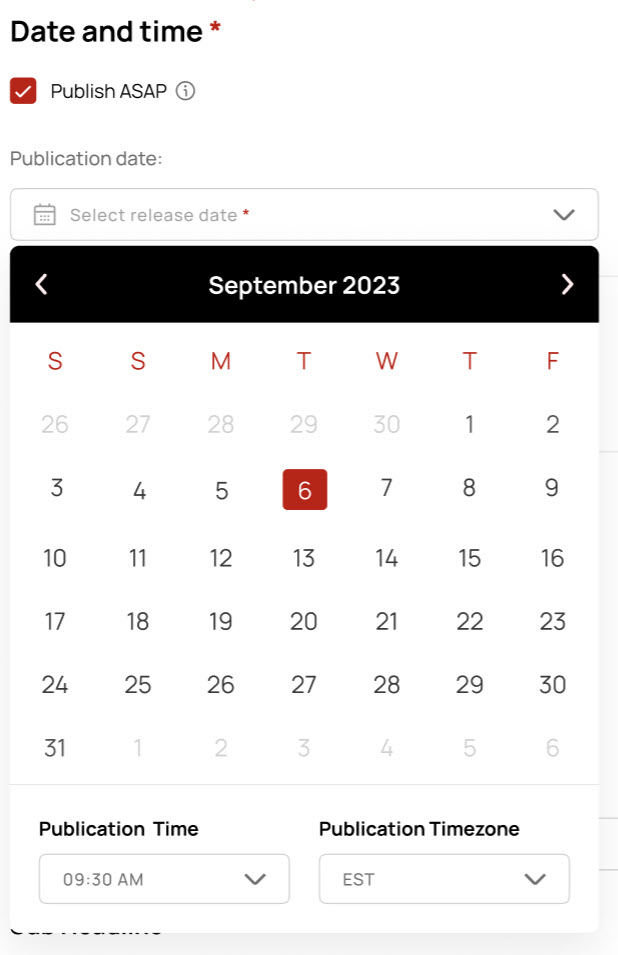 Date and time *
Publish ASAP
Publication date:
Select release date *
September 2023
S S M T W T F
26 27 28 29 30 1 2
3 4 5 6 7 8 9
10 11 12 13 14 15 16
17 18 19 20 21 22 23
24 25 26 27 28 29 30
31 1 2 3 4 5 6
Publication Time Publication Timezone
09:30 AM EST